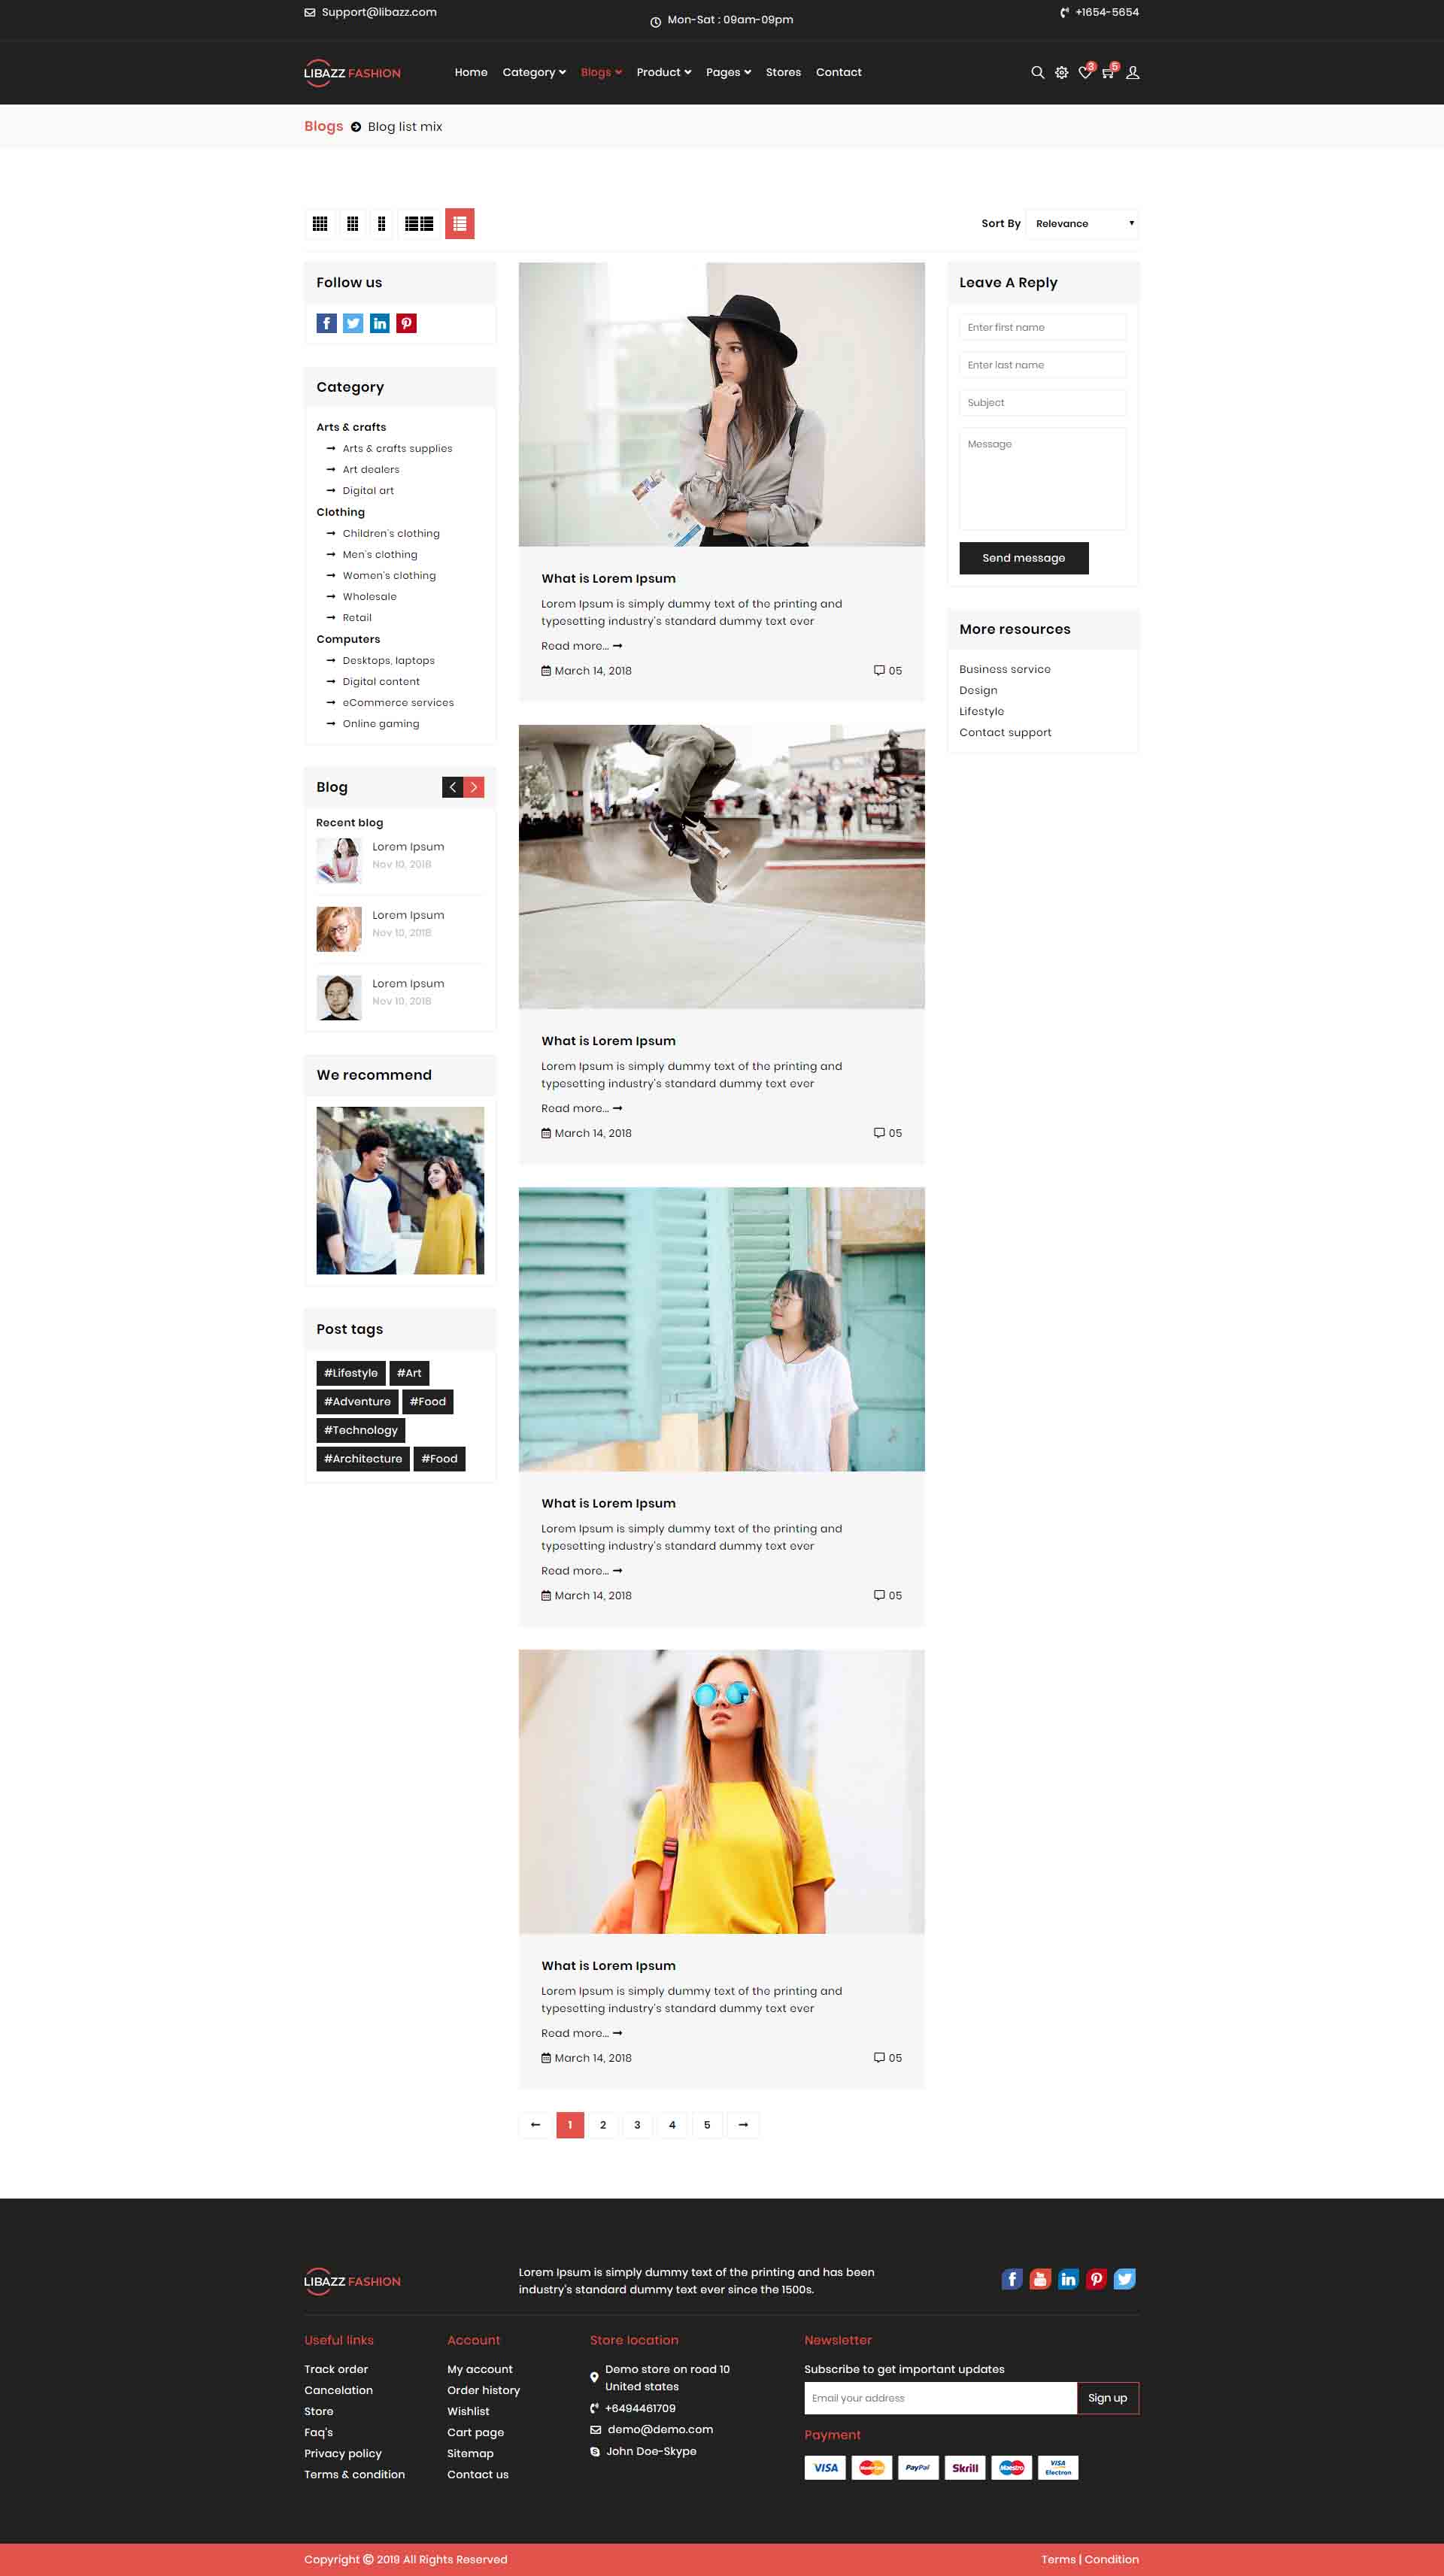 Support@libazz.com
Mon-Sat : 09am-09pm
+1654-5654
LIBAZZ FASHION
Home Category Blogs Product Pages Stores Contact
3 5
Blogs Blog list mix
Sort By Relevance
Follow us
Category
Arts & crafts
Arts & crafts supplies
Art dealers
Digital art
Clothing
Children's clothing
Men's clothing
Women's clothing
Wholesale
Retail
Computers
Desktops, laptops
Digital content
eCommerce services
Online gaming
Blog
Recent blog
Lorem Ipsum
Nov 10, 2018
Lorem Ipsum
Nov 10, 2018
Lorem Ipsum
Nov 10, 2018
We recommend
Post tags
#Lifestyle #Art
#Adventure #Food
#Technology
#Architecture #Food
What is Lorem Ipsum
Lorem Ipsum is simply dummy text of the printing and
typesetting industry's standard dummy text ever
Read more...
March 14, 2018 05
What is Lorem Ipsum
Lorem Ipsum is simply dummy text of the printing and
typesetting industry's standard dummy text ever
Read more...
March 14, 2018 05
What is Lorem Ipsum
Lorem Ipsum is simply dummy text of the printing and
typesetting industry's standard dummy text ever
Read more...
March 14, 2018 05
What is Lorem Ipsum
Lorem Ipsum is simply dummy text of the printing and
typesetting industry's standard dummy text ever
Read more...
March 14, 2018 05
1 2 3 4 5
Leave A Reply
Enter first name
Enter last name
Subject
Message
Send message
More resources
Business service
Design
Lifestyle
Contact support
LIBAZZ FASHION
Lorem Ipsum is simply dummy text of the printing and has been
industry's standard dummy text ever since the 1500s.
Useful links
Track order
Cancelation
Store
Faq's
Privacy policy
Terms & condition
Account
My account
Order history
Wishlist
Cart page
Sitemap
Contact us
Store location
Demo store on road 10
United states
+6494461709
demo@demo.com
John Doe-Skype
Newsletter
Subscribe to get important updates
Email your address Sign up
Payment
VISA MasterCard PayPal Skrill Maestro VISA Electron
Copyright © 2019 All Rights Reserved
Terms | Condition